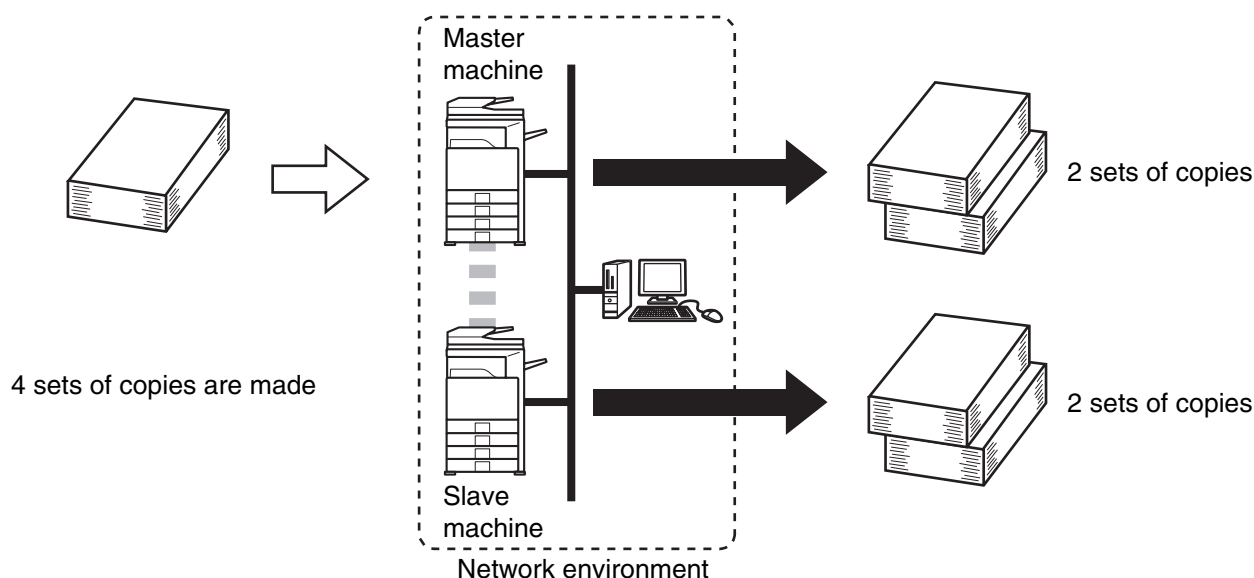 Master
machine
2 sets of copies
4 sets of copies are made
2 sets of copies
Slave
machine
Network environment